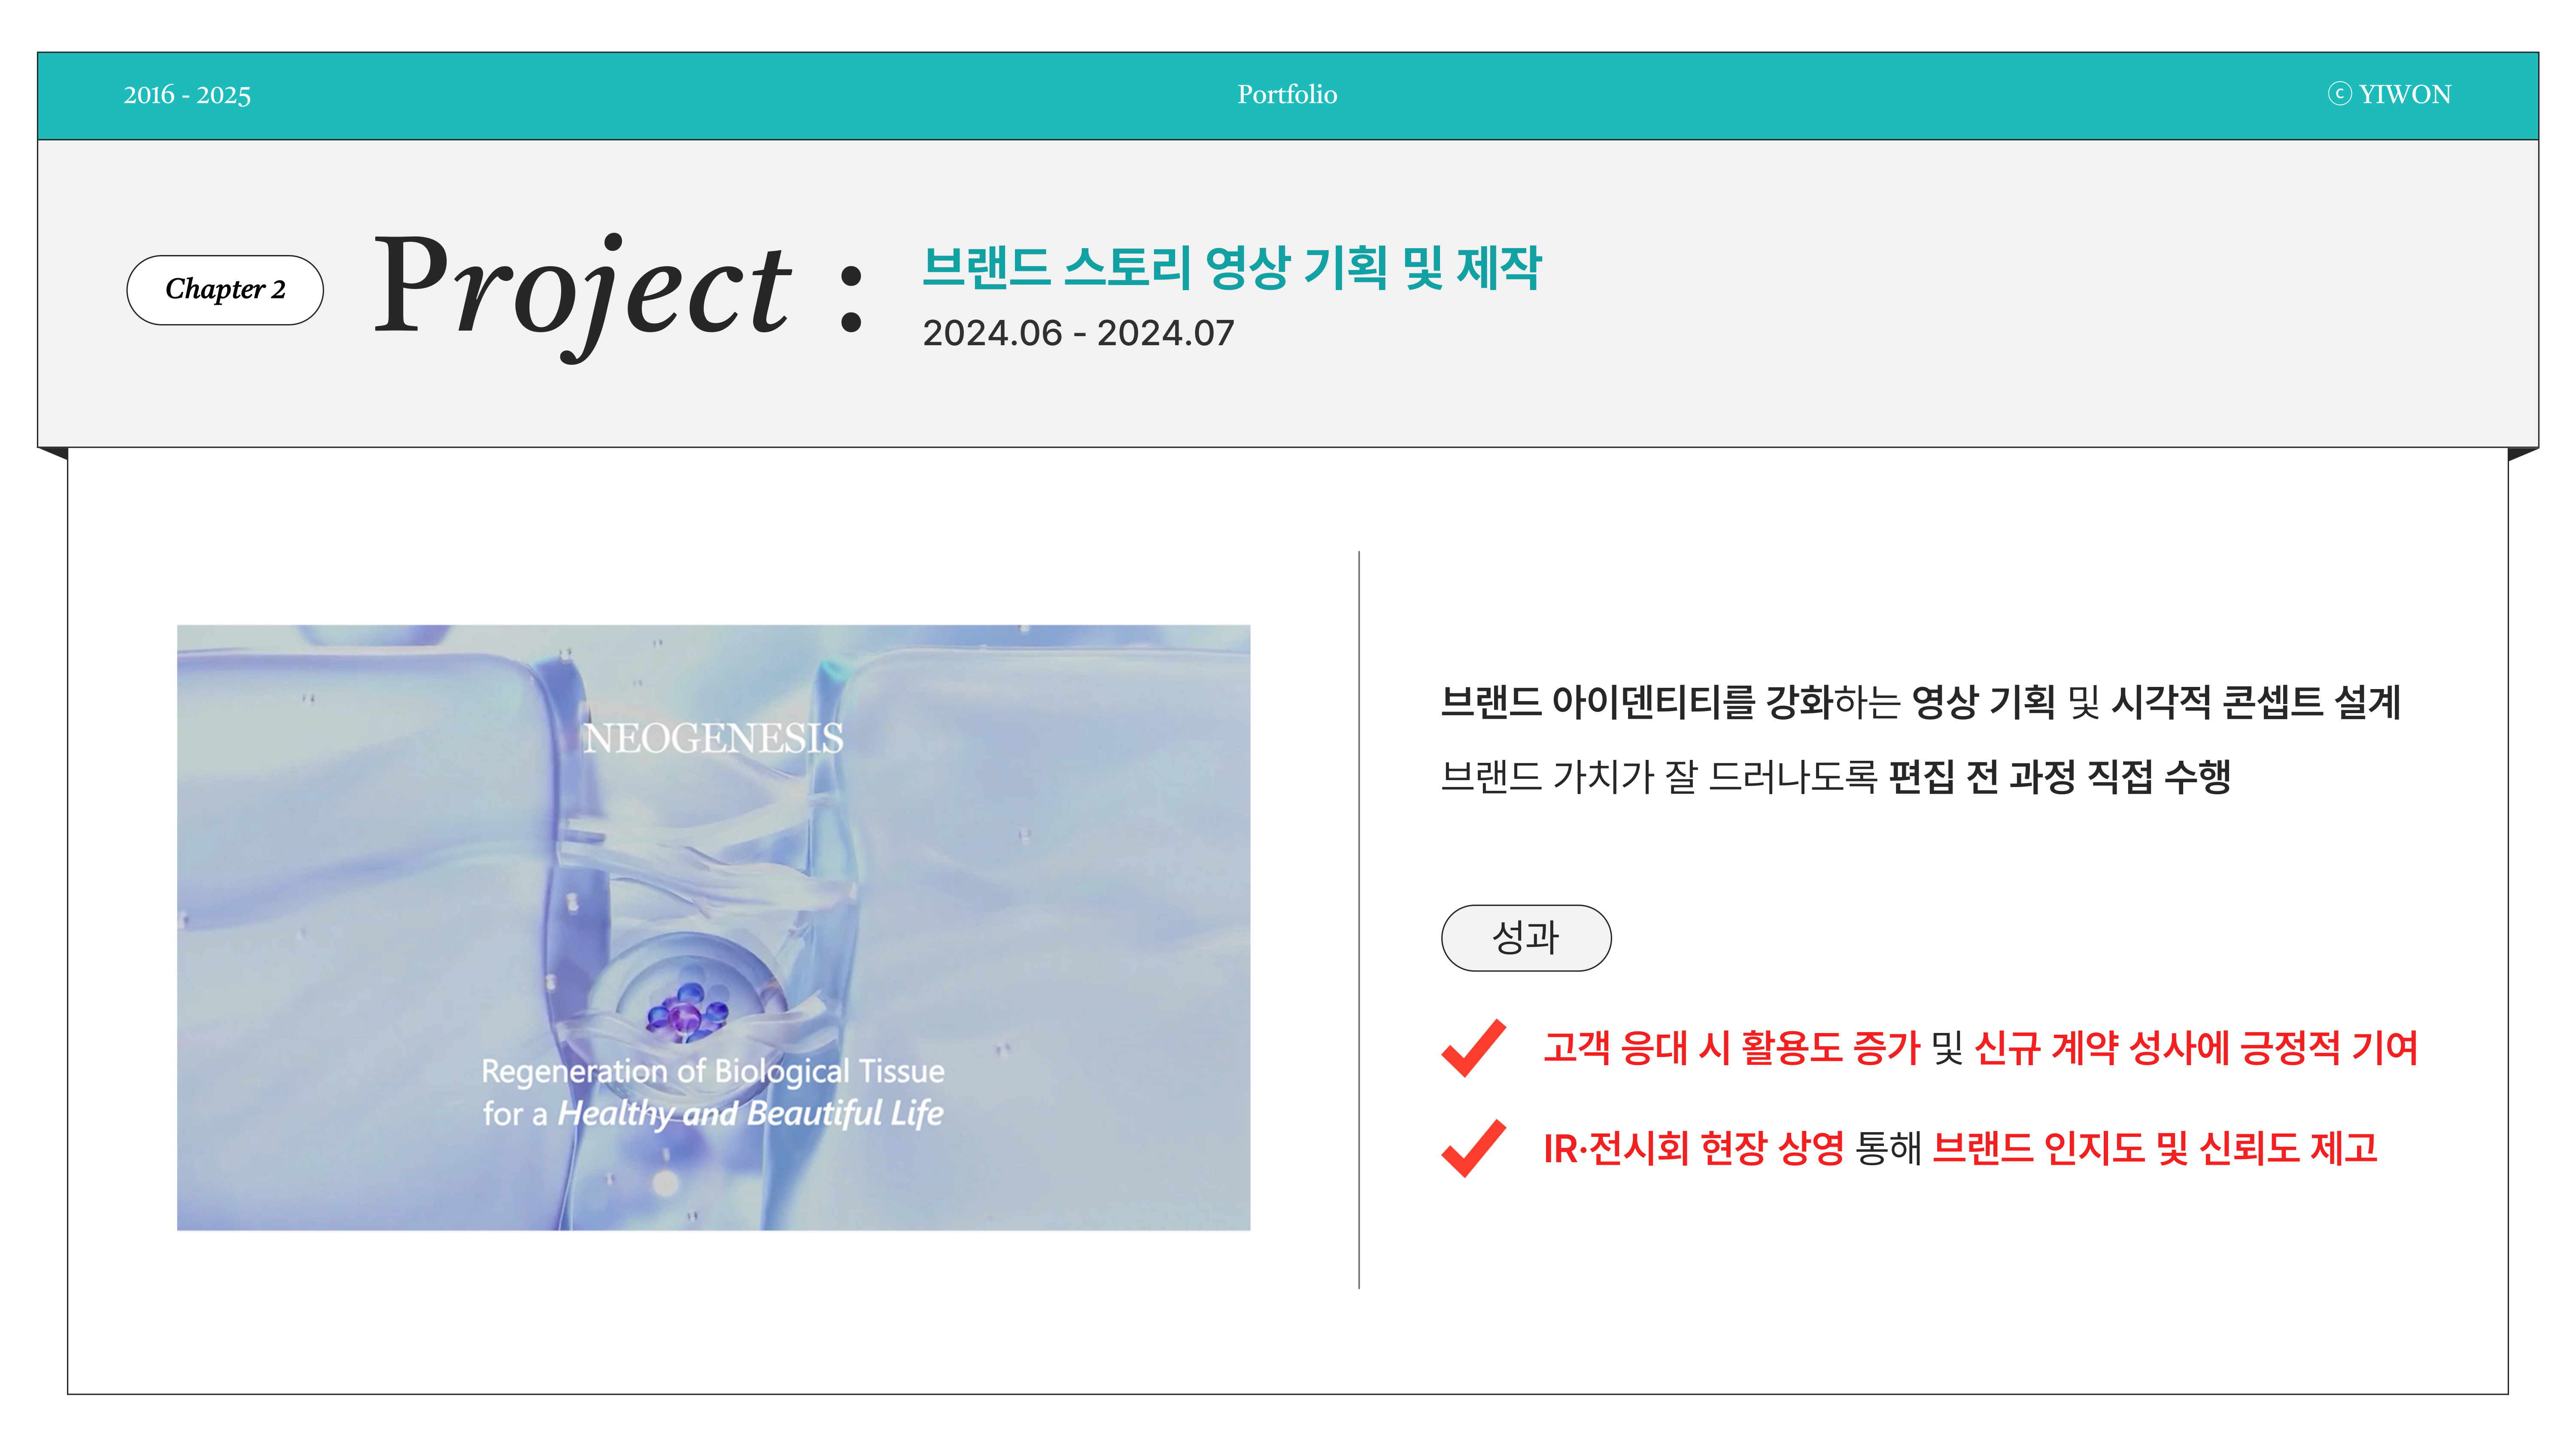 2016 - 2025
Portfolio
ⓒ YIWON
Chapter 2
Project :
브랜드 스토리 영상 기획 및 제작
2024.06 - 2024.07
NEOGENESIS
Regeneration of Biological Tissue
for a Healthy and Beautiful Life
브랜드 아이덴티티를 강화하는 영상 기획 및 시각적 콘셉트 설계
브랜드 가치가 잘 드러나도록 편집 전 과정 직접 수행
성과
고객 응대 시 활용도 증가 및 신규 계약 성사에 긍정적 기여
IR·전시회 현장 상영 통해 브랜드 인지도 및 신뢰도 제고